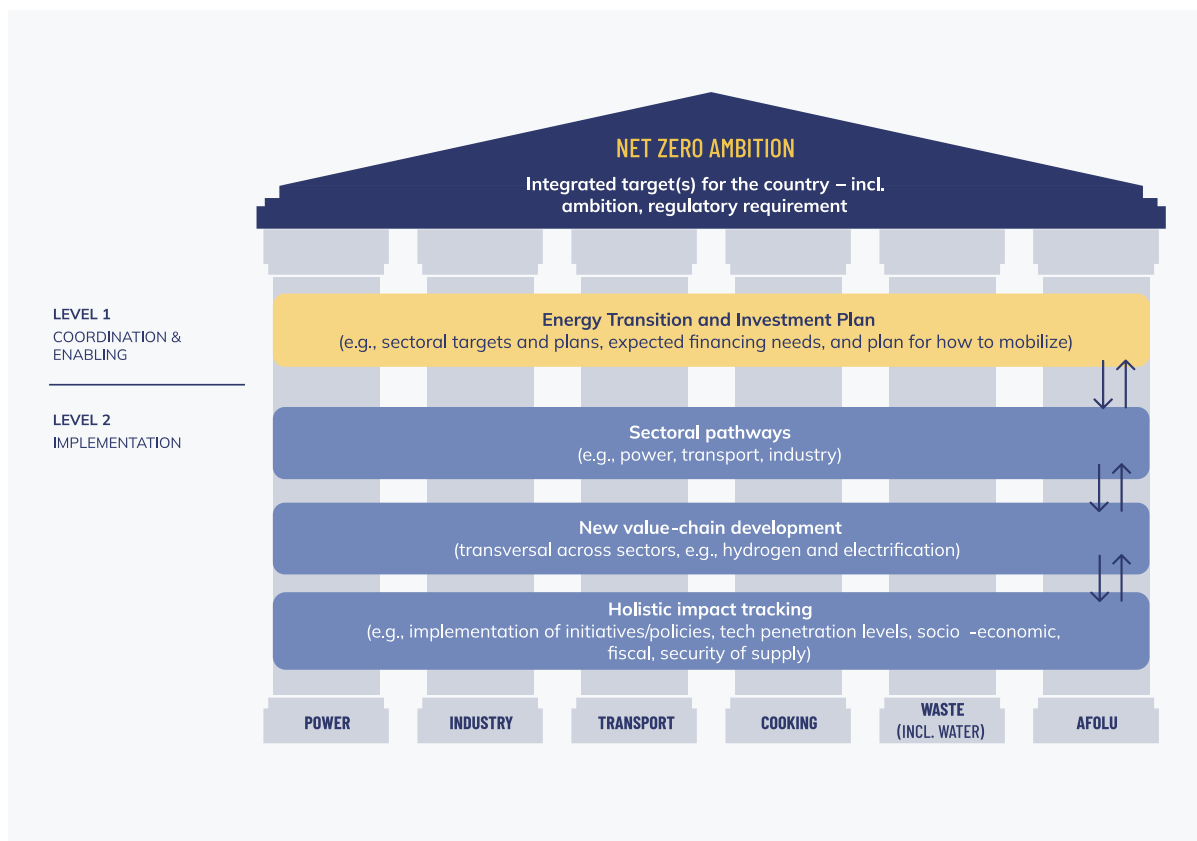 NET ZERO AMBITION
Integrated target(s) for the country – incl.
ambition, regulatory requirement
LEVEL 1
COORDINATION &
ENABLING
Energy Transition and Investment Plan
(e.g., sectoral targets and plans, expected financing needs, and plan for how to mobilize)
LEVEL 2
IMPLEMENTATION
Sectoral pathways
(e.g., power, transport, industry)
New value-chain development
(transversal across sectors, e.g., hydrogen and electrification)
Holistic impact tracking
(e.g., implementation of initiatives/policies, tech penetration levels, socio -economic,
fiscal, security of supply)
POWER
INDUSTRY
TRANSPORT
COOKING
WASTE
(INCL. WATER)
AFOLU